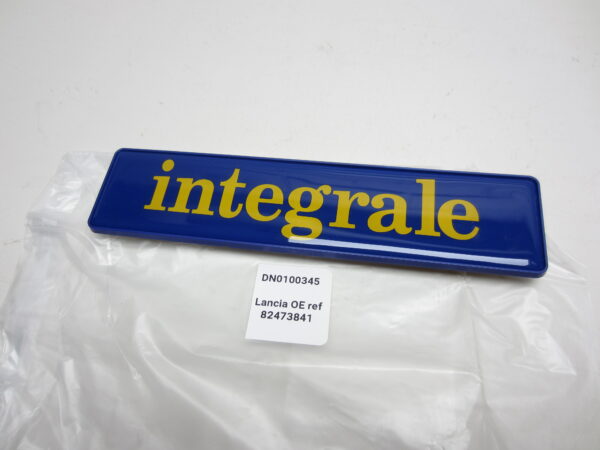 integrale
DN0100345
Lancia OE ref
82473841